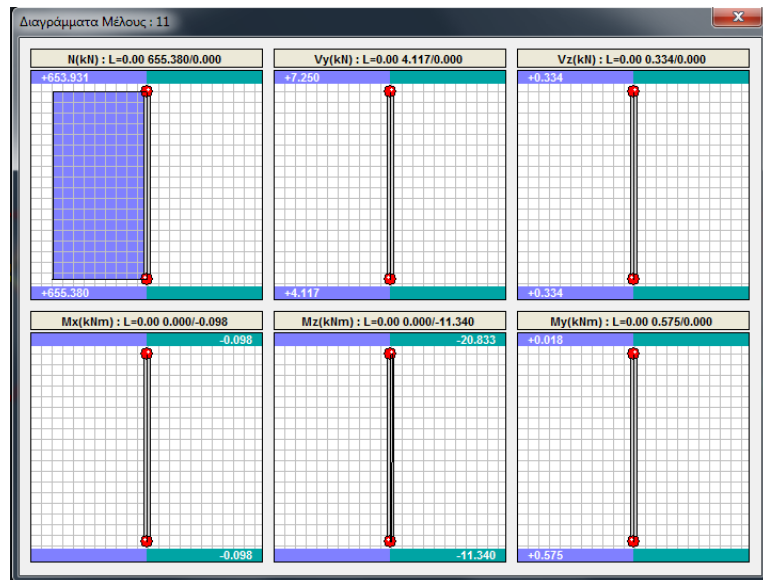 Διαγράμματα Μέλους : 11
x
N(kN) : L=0.00 655.380/0.000
+653.931
+655.380
Vy(kN) : L=0.00 4.117/0.000
+7.250
+4.117
Vz(kN) : L=0.00 0.334/0.000
+0.334
+0.334
Mx(kNm) : L=0.00 0.000/-0.098
-0.098
-0.098
Mz(kNm) : L=0.00 0.000/-11.340
-20.833
-11.340
My(kNm) : L=0.00 0.575/0.000
+0.018
+0.575